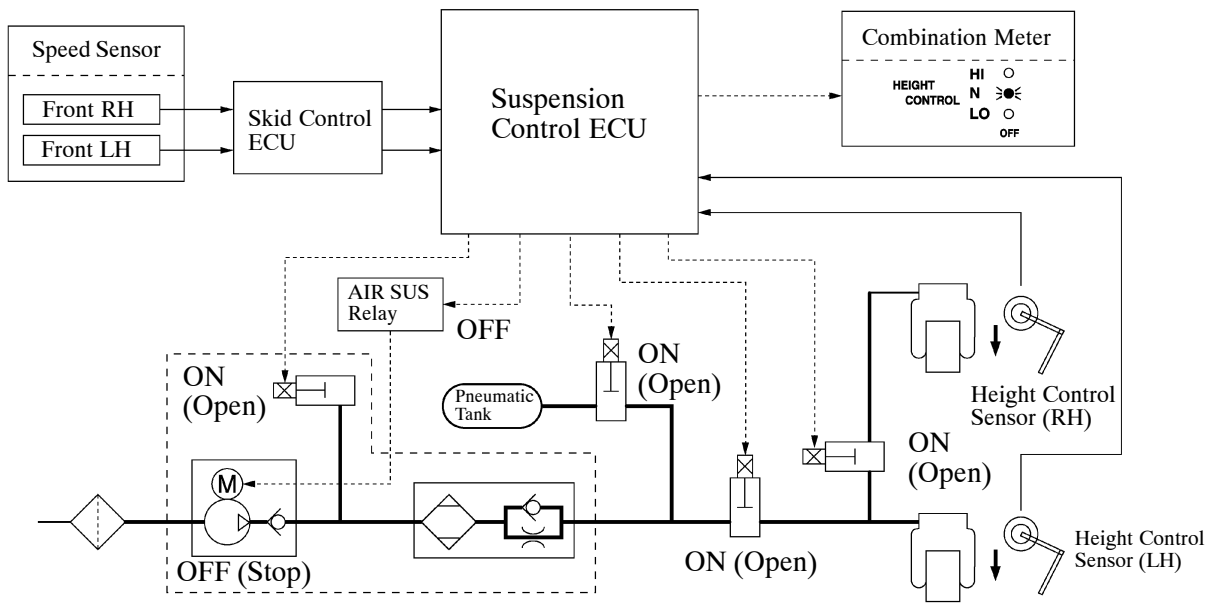 Speed Sensor
Front RH
Front LH
Skid Control
ECU
Suspension
Control ECU
Combination Meter
HEIGHT
CONTROL
HI
N
LO
OFF
AIR SUS
Relay
OFF
ON
(Open)
Pneumatic
Tank
ON
(Open)
Height Control
Sensor (RH)
ON
(Open)
M
OFF (Stop)
ON (Open)
Height Control
Sensor (LH)